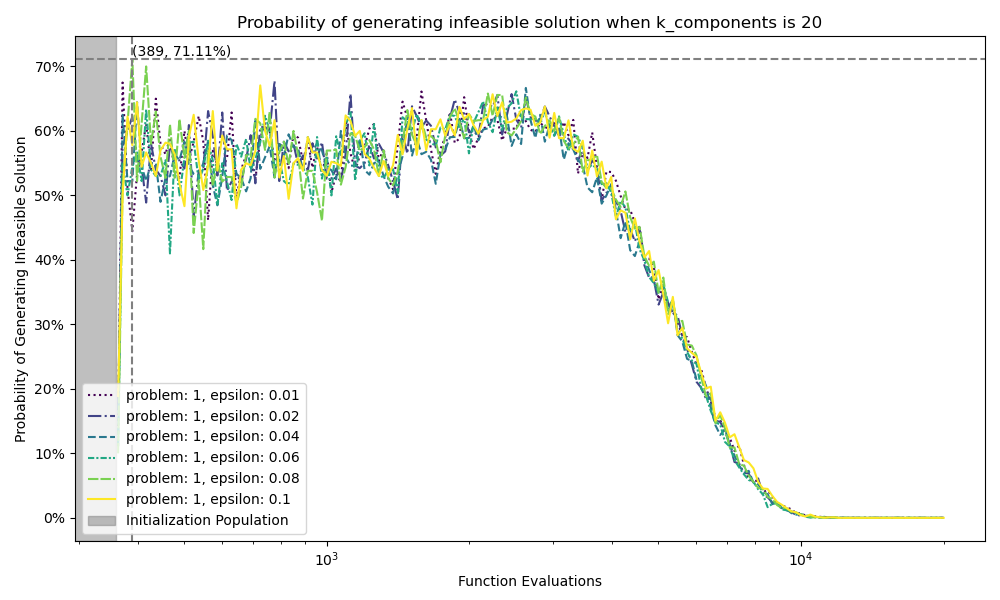 Probability of generating infeasible solution when k_components is 20
(389, 71.11%)
70%
60%
50%
40%
30%
20%
10%
0%
Probability of Generating Infeasible Solution
problem: 1, epsilon: 0.01
problem: 1, epsilon: 0.02
problem: 1, epsilon: 0.04
problem: 1, epsilon: 0.06
problem: 1, epsilon: 0.08
problem: 1, epsilon: 0.1
Initialization Population
10³ 10⁴
Function Evaluations